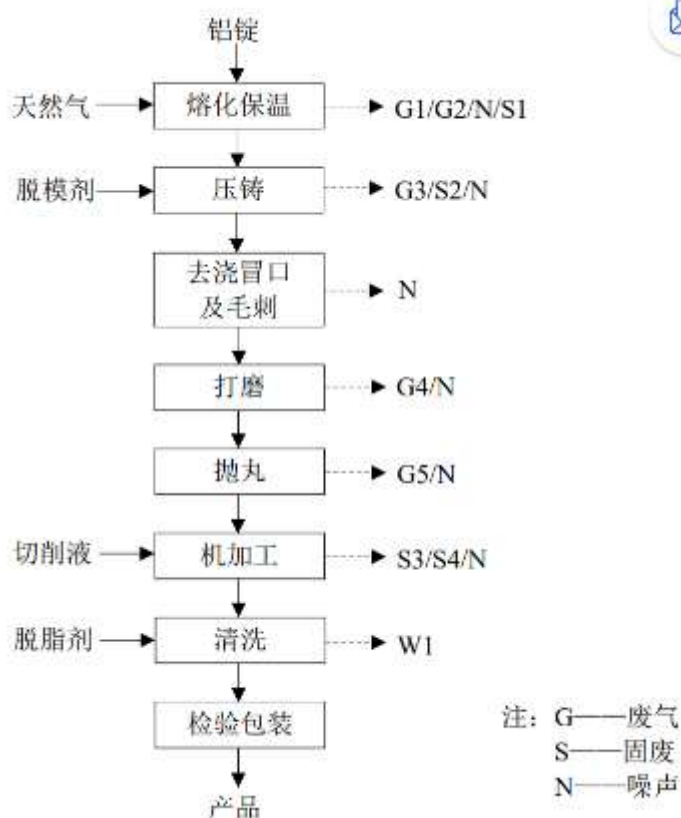 铝锭
天然气
熔化保温
G1/G2/N/S1
脱模剂
压铸
G3/S2/N
去浇冒口
及毛刺
N
打磨
G4/N
抛丸
G5/N
切削液
机加工
S3/S4/N
脱脂剂
清洗
W1
检验包装
产品
注：G——废气
S——固废
N——噪声